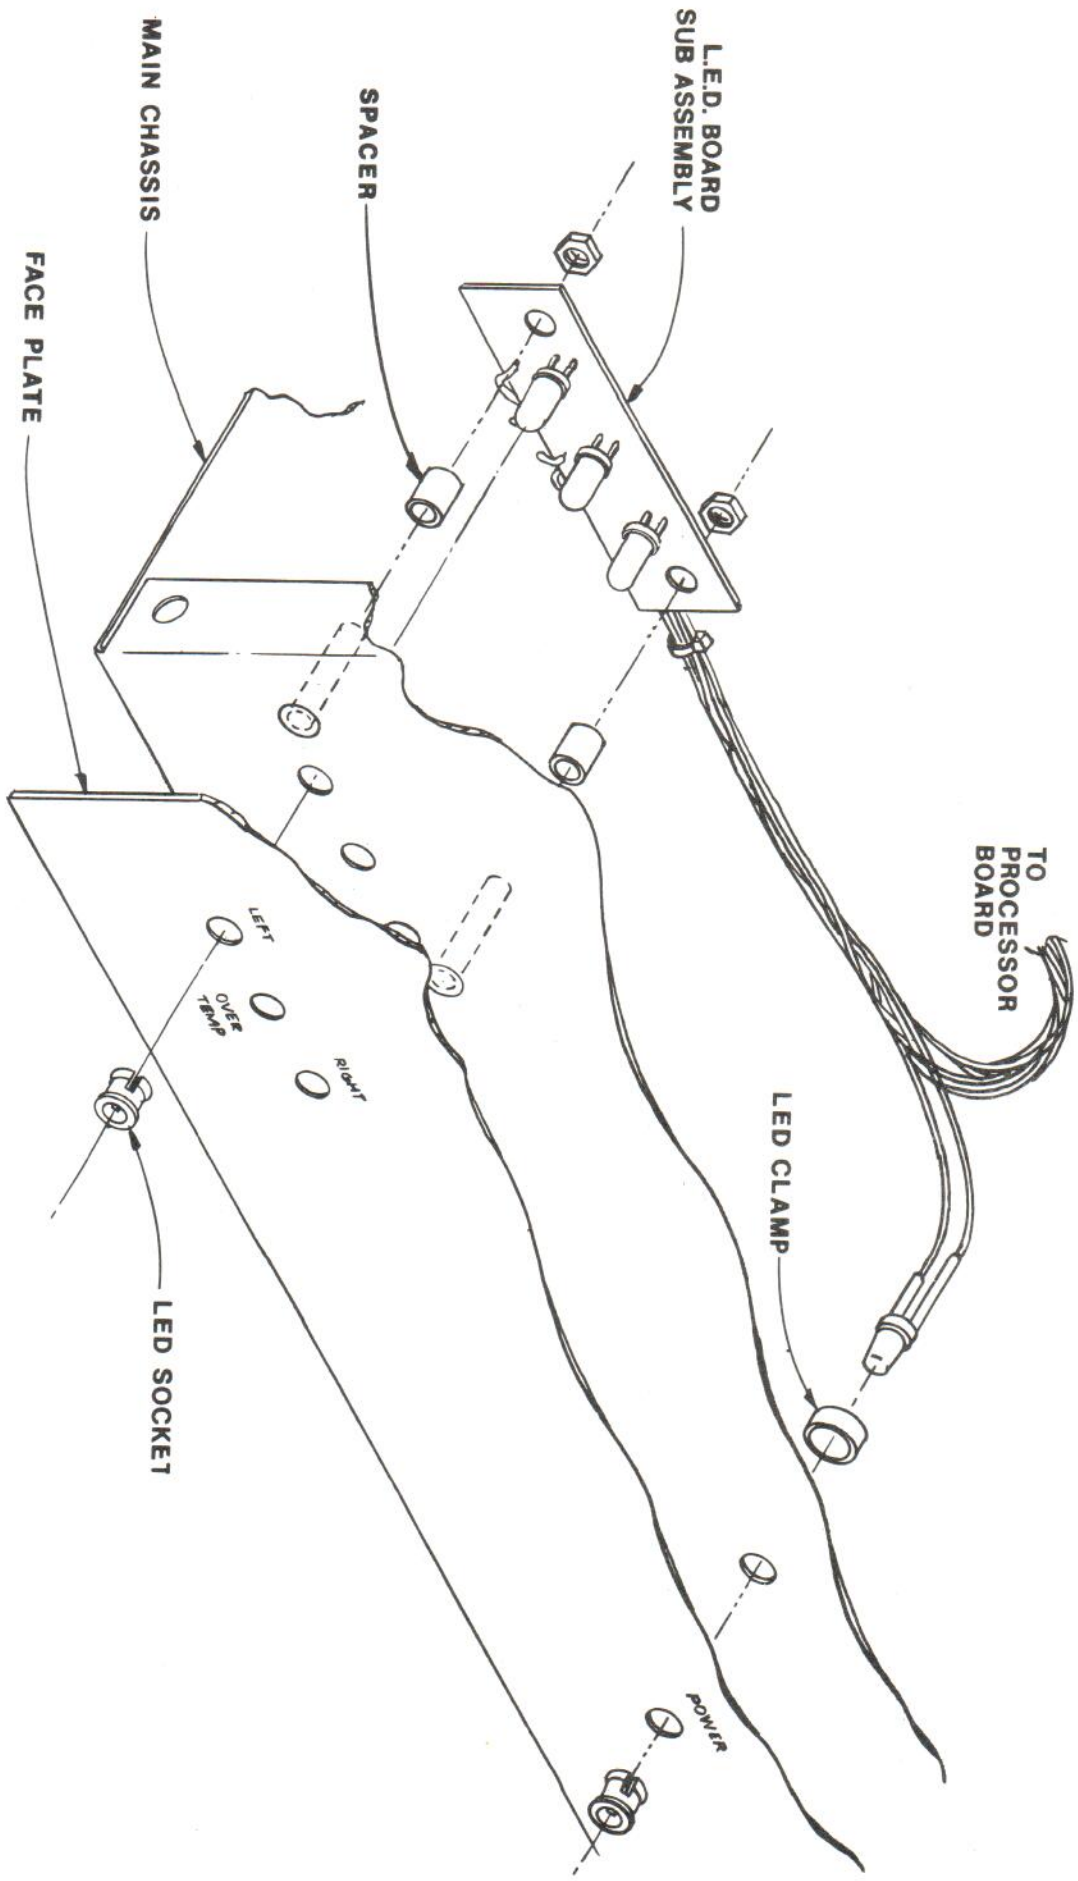 L.E.D. BOARD
SUB ASSEMBLY
TO
PROCESSOR
BOARD
SPACER
LED CLAMP
MAIN CHASSIS
FACE PLATE
LEFT
OVER
TEMP
RIGHT
POWER
LED SOCKET